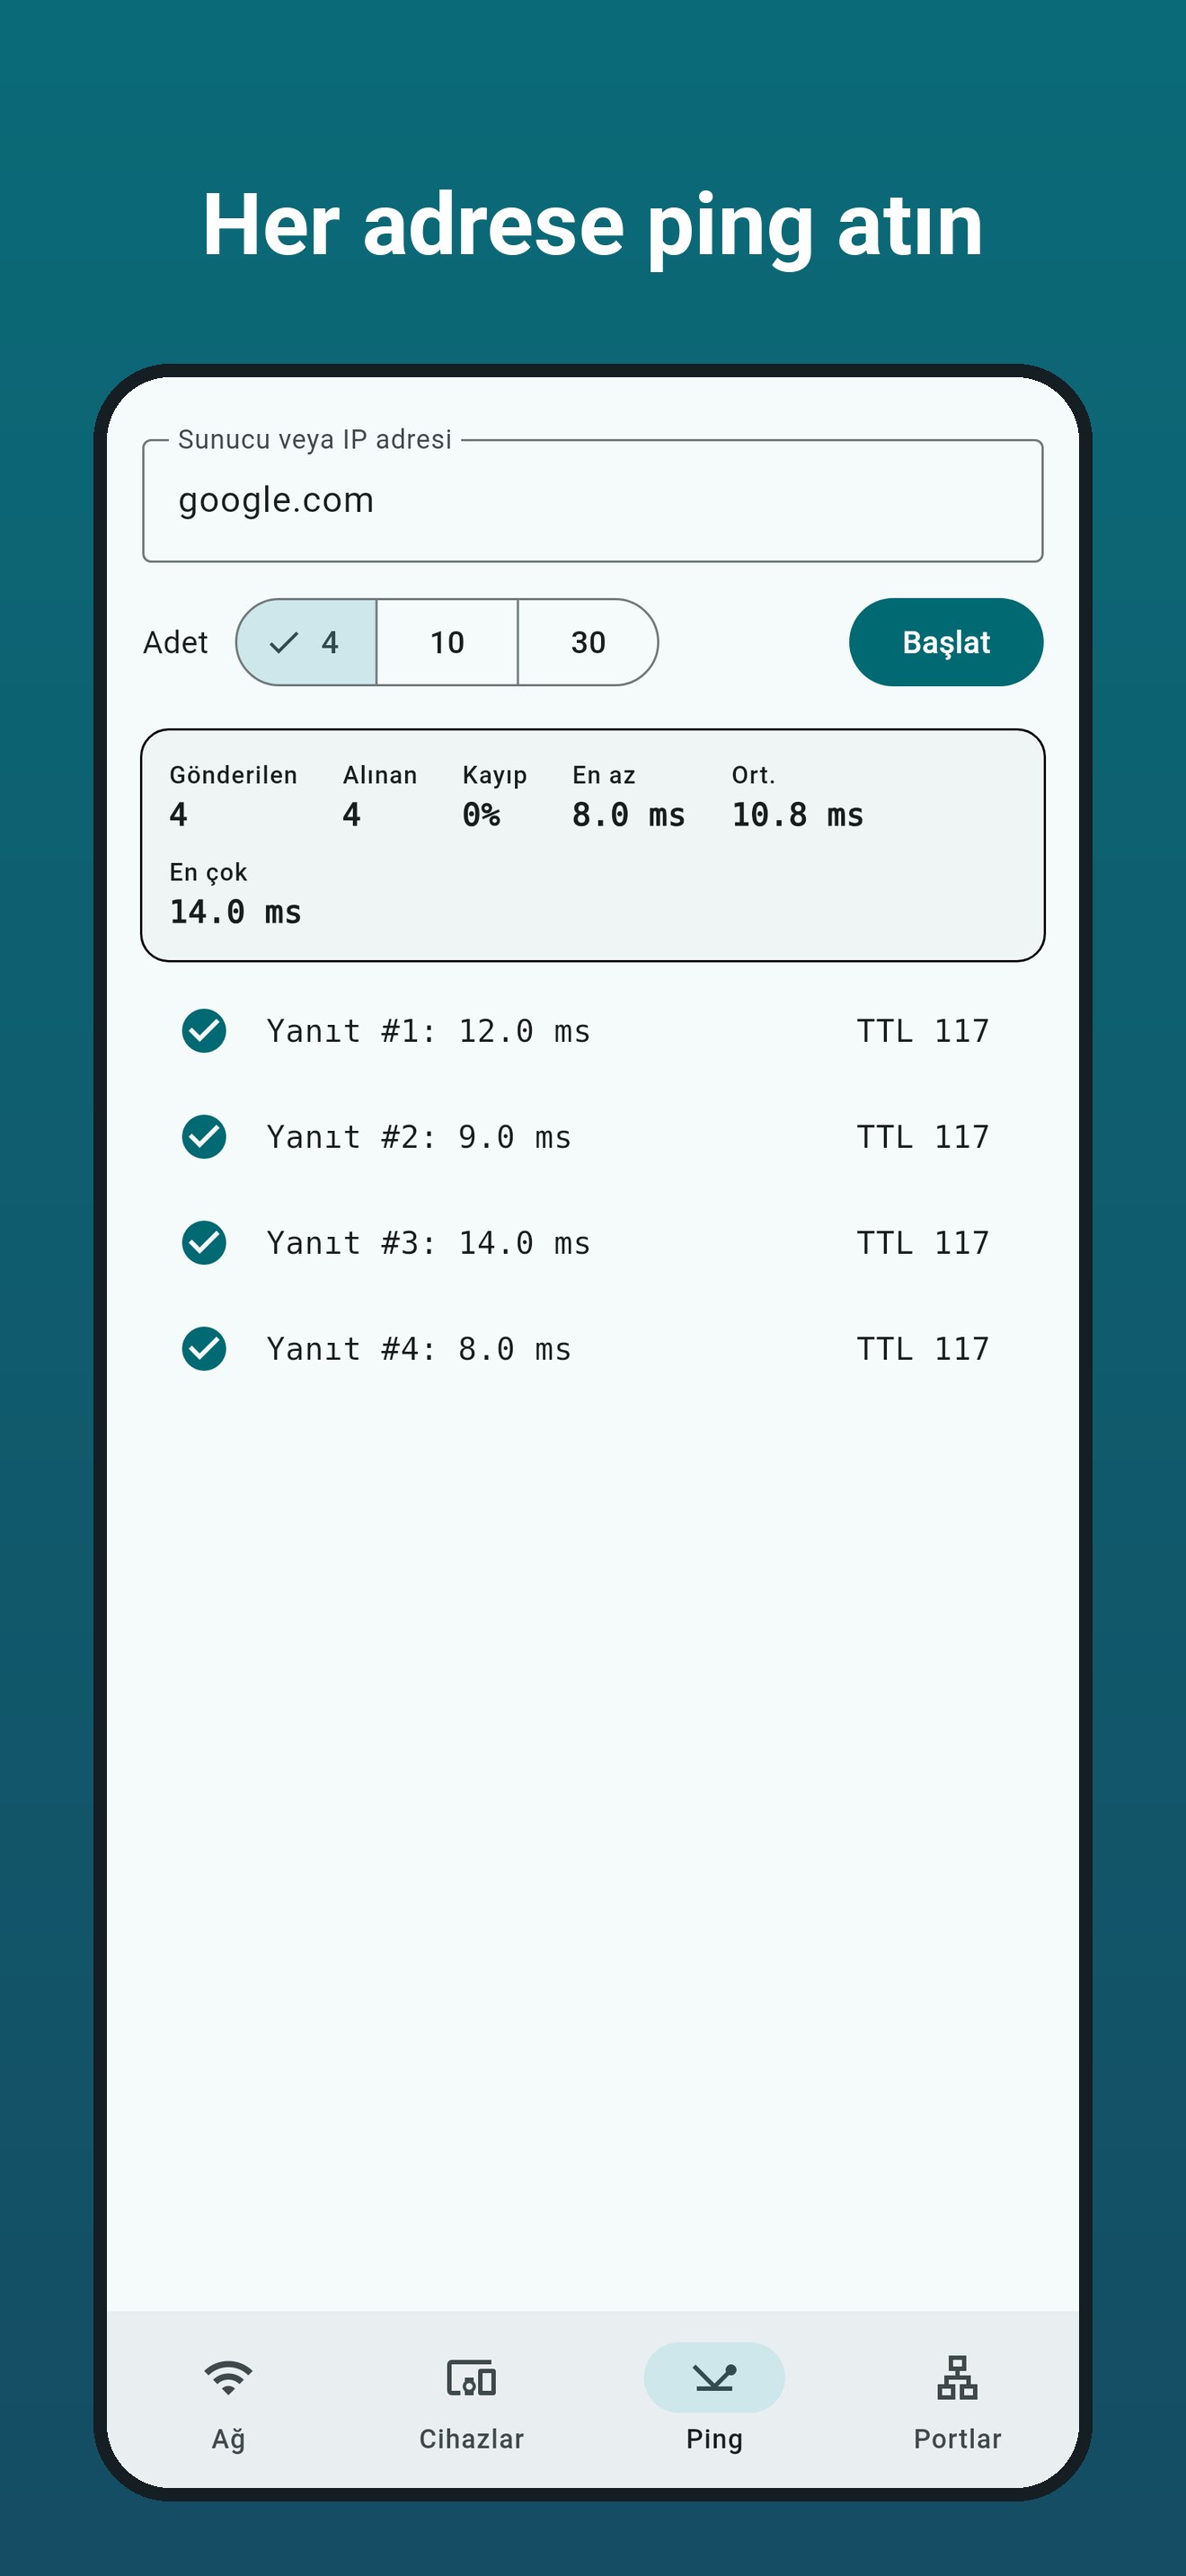 Her adrese ping atın
Sunucu veya IP adresi
google.com
Adet 4 10 30 Başlat
Gönderilen Alınan Kayıp En az Ort.
4 4 0% 8.0 ms 10.8 ms
En çok
14.0 ms
Yanıt #1: 12.0 ms TTL 117
Yanıt #2: 9.0 ms TTL 117
Yanıt #3: 14.0 ms TTL 117
Yanıt #4: 8.0 ms TTL 117
Ağ Cihazlar Ping Portlar